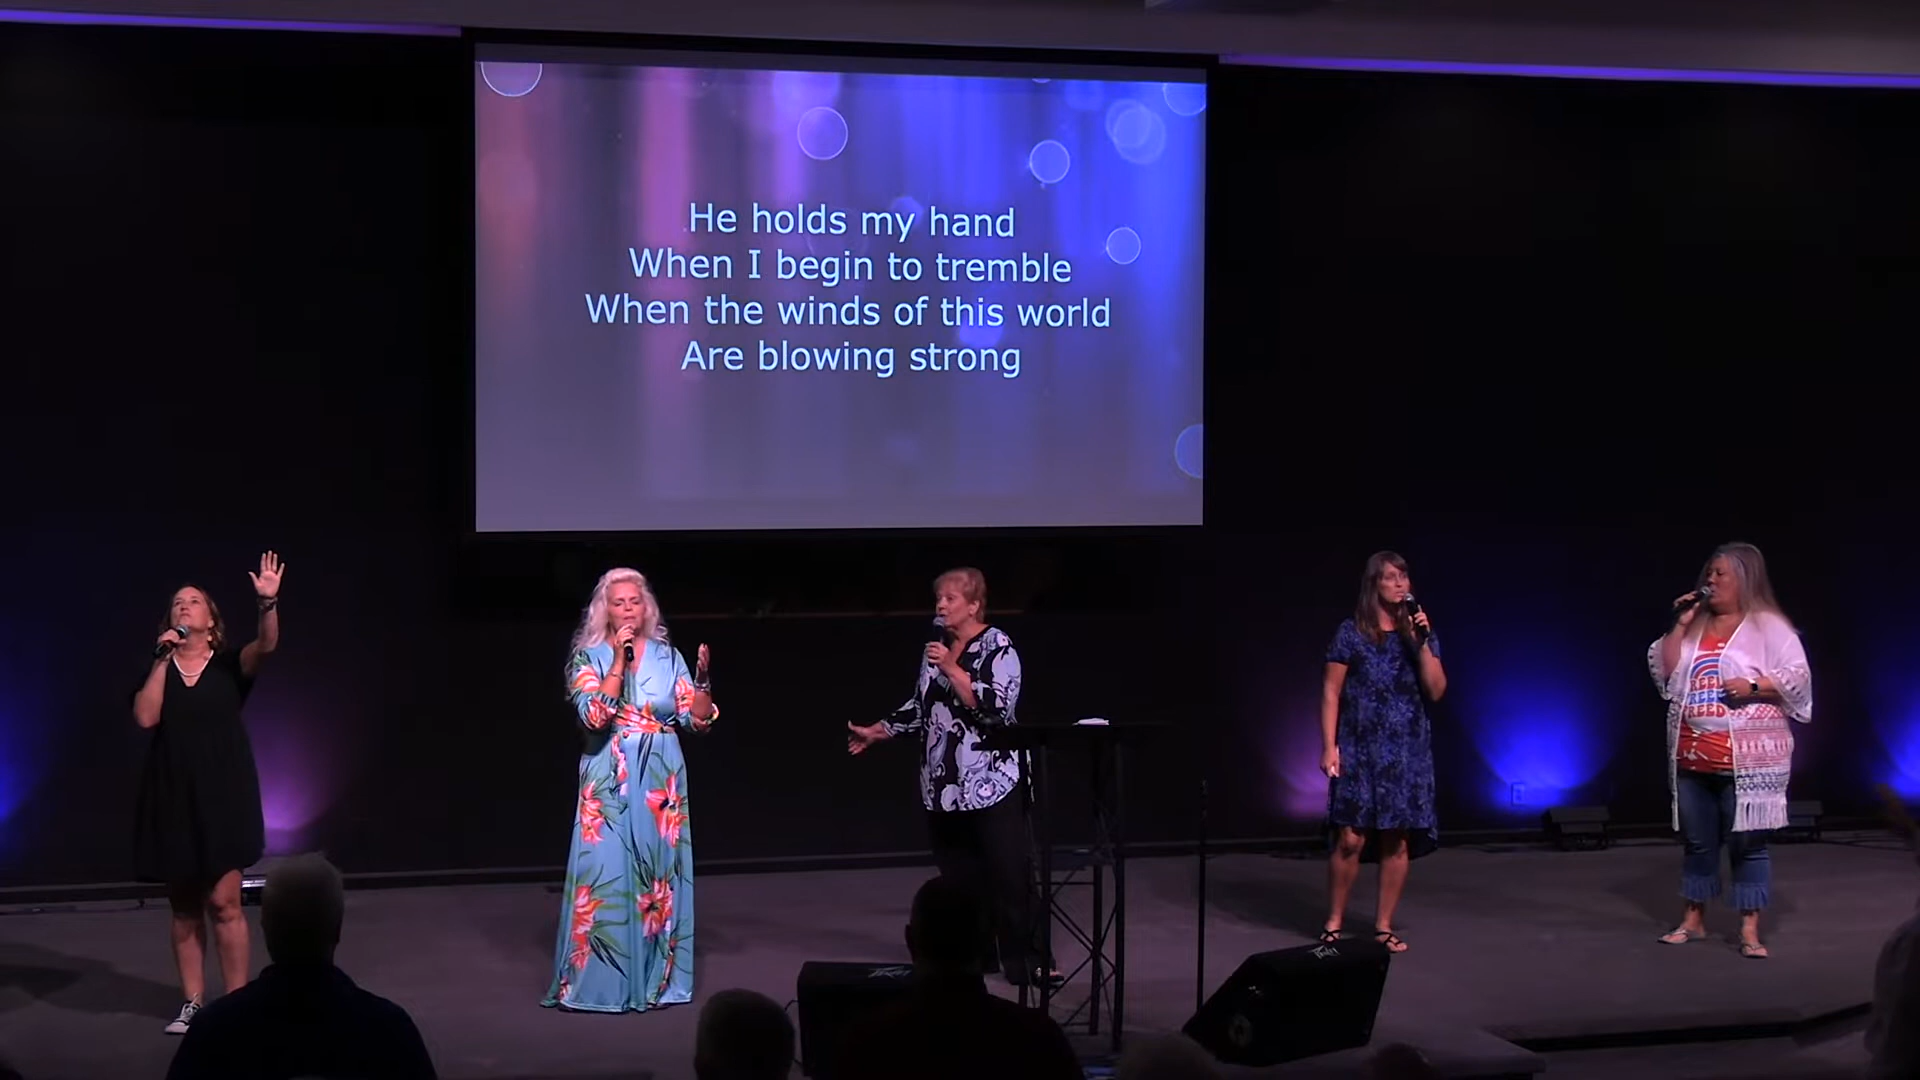 He holds my hand
When I begin to tremble
When the winds of this world
Are blowing strong